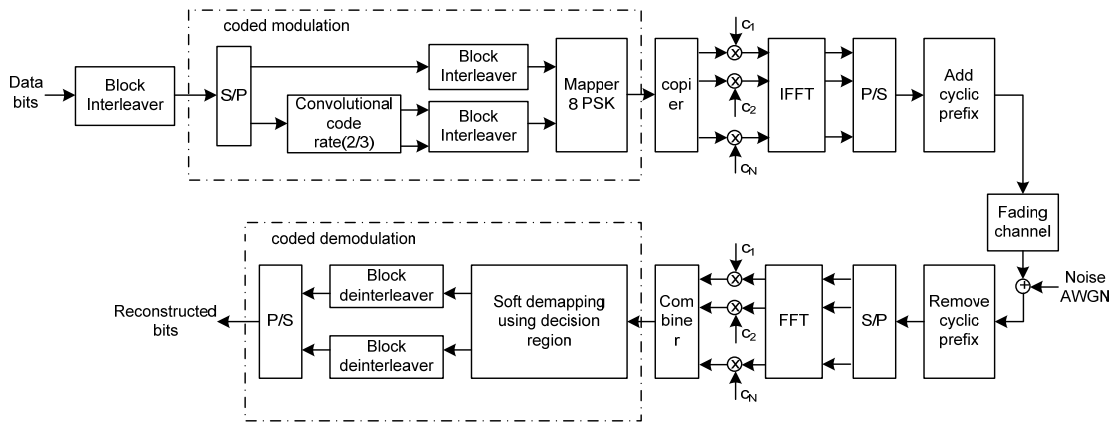 coded modulation
Data
bits
Block
Interleaver
S/P
Convolutional
code
rate(2/3)
Block
Interleaver
Block
Interleaver
Mapper
8 PSK
copi
er
c1
c2
cN
IFFT
P/S
Add
cyclic
prefix
Fading
channel
Noise
AWGN
coded demodulation
Reconstructed
bits
P/S
Block
deinterleaver
Block
deinterleaver
Soft demapping
using decision
region
Com
bine
r
c1
c2
cN
FFT
S/P
Remove
cyclic
prefix